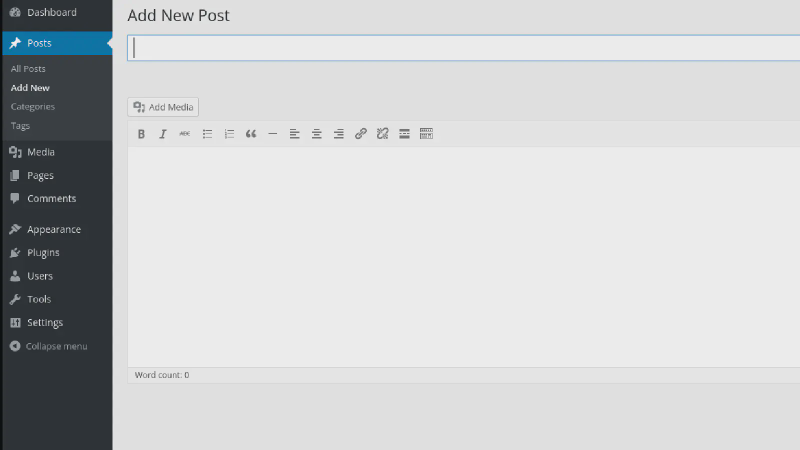 Dashboard
Posts
All Posts
Add New
Categories
Tags
Media
Pages
Comments
Appearance
Plugins
Users
Tools
Settings
Collapse menu
Add New Post
Add Media
B I ABC
Word count: 0